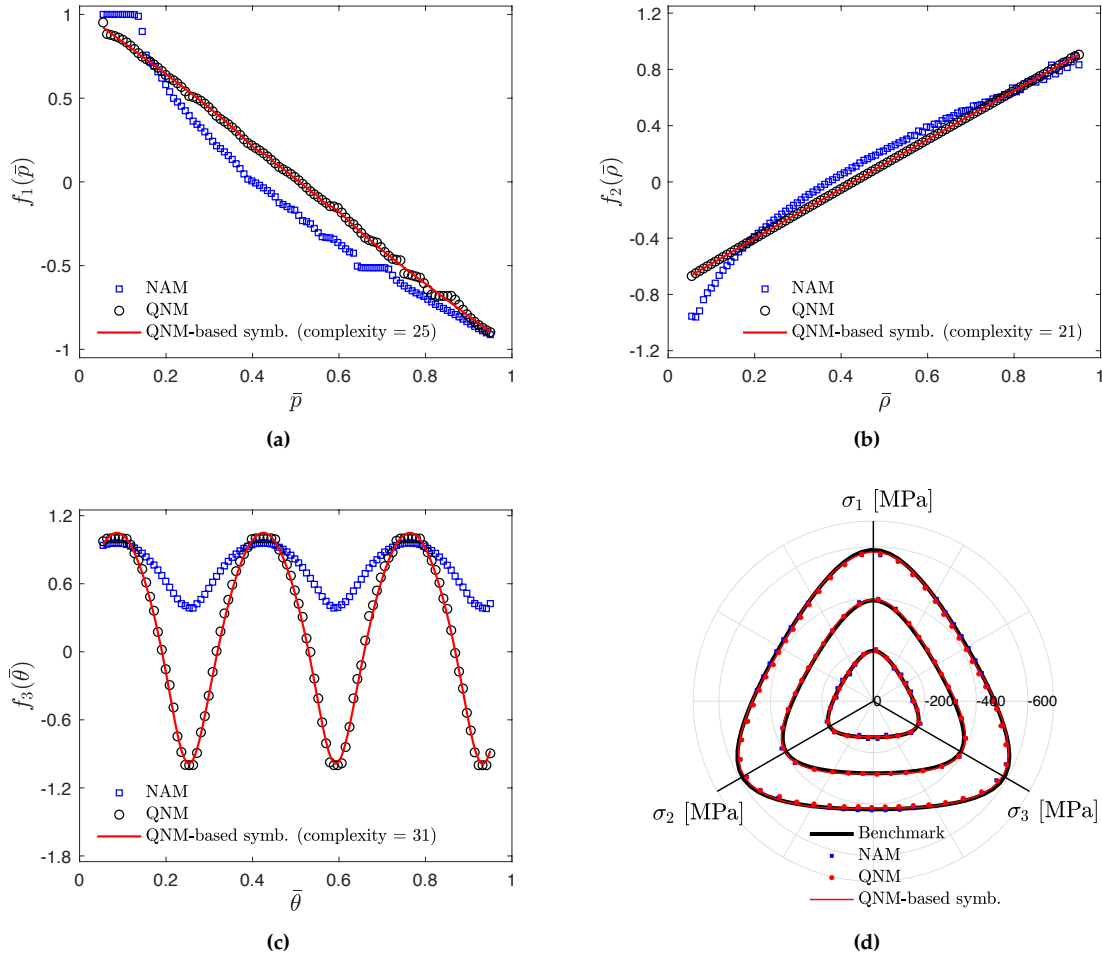 1
0.5
0
-0.5
-1
0 0.2 0.4 0.6 0.8 1
f₁(p̄)
p̄
NAM
QNM
QNM-based symb. (complexity = 25)
(a)
1.2
0.8
0.4
0
-0.4
-0.8
-1.2
0 0.2 0.4 0.6 0.8 1
f₂(ρ̄)
ρ̄
NAM
QNM
QNM-based symb. (complexity = 21)
(b)
1.2
0.6
0
-0.6
-1.2
-1.8
0 0.2 0.4 0.6 0.8 1
f₃(θ̄)
θ̄
NAM
QNM
QNM-based symb. (complexity = 31)
(c)
σ₁ [MPa]
0 -200 -400 -600
σ₂ [MPa]
σ₃ [MPa]
Benchmark
NAM
QNM
QNM-based symb.
(d)